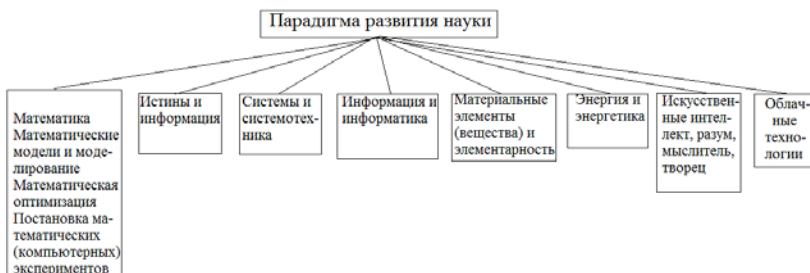 Парадигма развития науки
Математика
Математические
модели и моде-
лирование
Математическая
оптимизация
Постановка ма-
тематических
(компьютерных)
экспериментов
Истины и
информация
Системы и
системотех-
ника
Информация и
информатика
Материальные
элементы
(вещества) и
элементарность
Энергия и
энергетика
Искусствен-
ные интел-
лект, разум,
мыслитель,
творец
Облач-
ные
техно-
логии